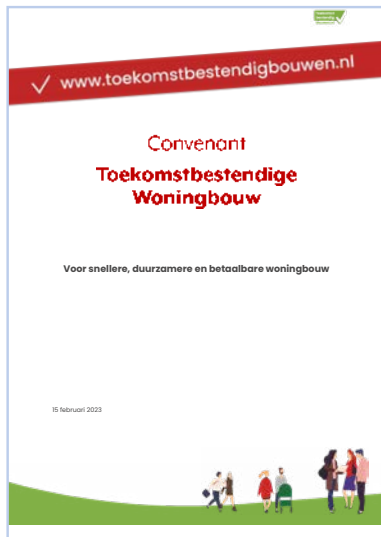 www.toekomstbestendigbouwen.nl
Convenant
Toekomstbestendige
Woningbouw
Voor snellere, duurzamere en betaalbare woningbouw
15 februari 2023